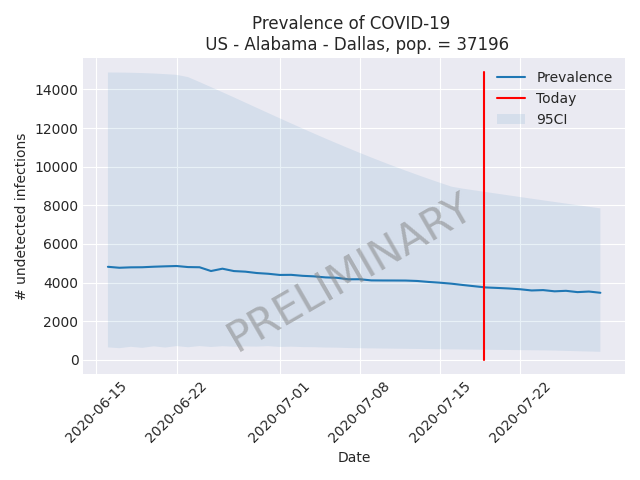 Prevalence of COVID-19
US - Alabama - Dallas, pop. = 37196
# undetected infections
14000
12000
10000
8000
6000
4000
2000
0
Prevalence
Today
95CI
PRELIMINARY
2020-06-15
2020-06-22
2020-07-01
2020-07-08
2020-07-15
2020-07-22
Date